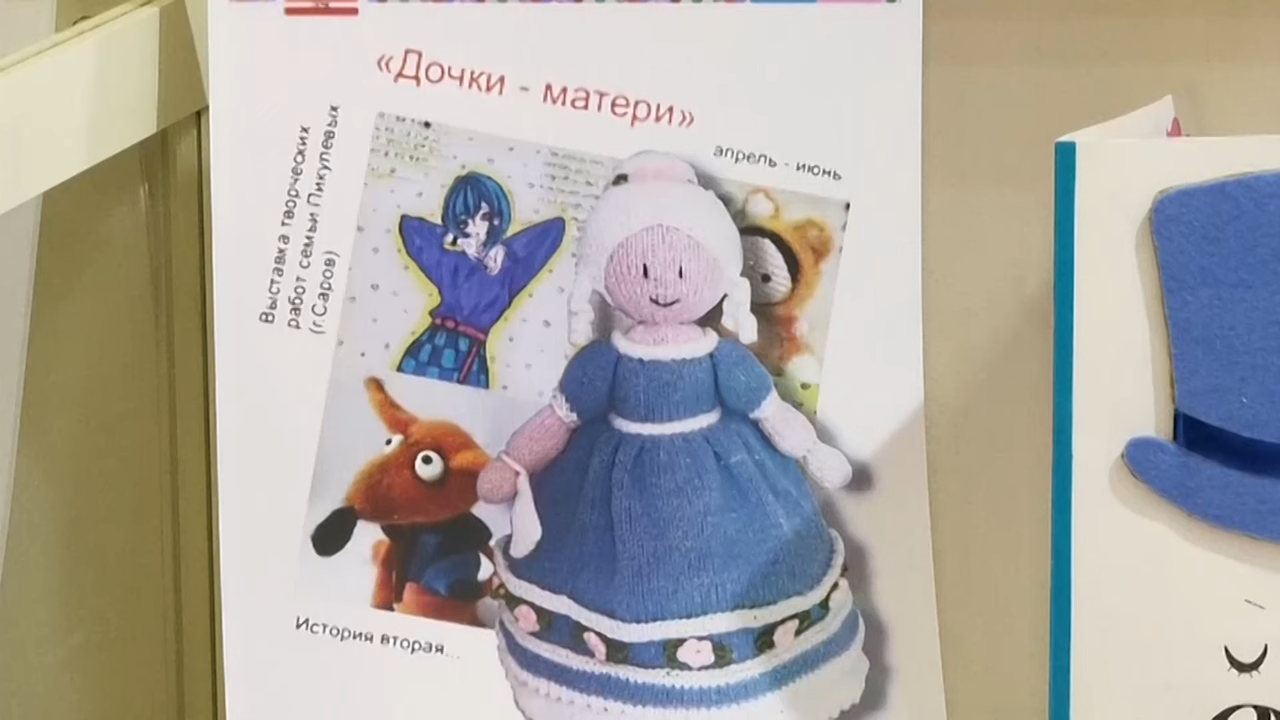 «Дочки - матери»
апрель - июнь
Выставка творческих
работ семьи Пикулевых
(г.Саров)
История вторая...